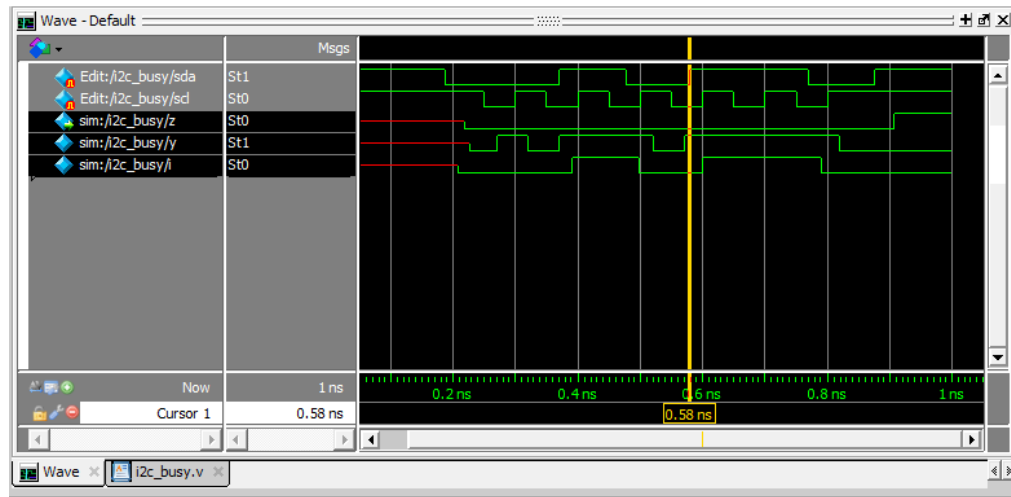 Wave - Default
Msgs
Edit:/i2c_busy/sda St1
Edit:/i2c_busy/scl St0
sim:/i2c_busy/z St0
sim:/i2c_busy/y St1
sim:/i2c_busy/i St0
Now 1 ns 0.2 ns 0.4 ns 0.6 ns 0.8 ns 1 ns
Cursor 1 0.58 ns 0.58 ns
Wave i2c_busy.v